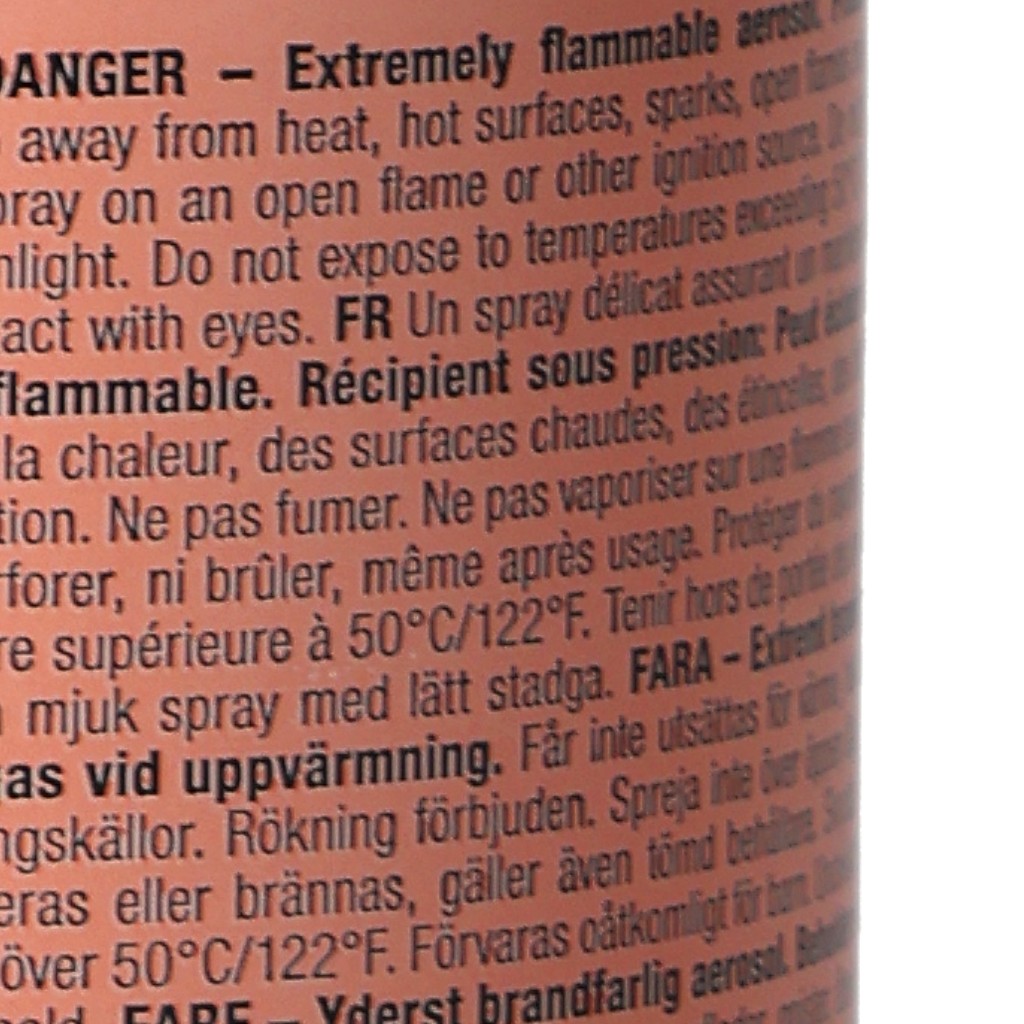 DANGER – Extremely flammable aerosol.
away from heat, hot surfaces, sparks, open
pray on an open flame or other ignition source. Do
nlight. Do not expose to temperatures exceeding
act with eyes. FR Un spray délicat assurant un
flammable. Récipient sous pression: Peut
la chaleur, des surfaces chaudes, des étincelles,
tion. Ne pas fumer. Ne pas vaporiser sur une
rforer, ni brûler, même après usage. Protéger du
re supérieure à 50°C/122°F. Tenir hors de portée
mjuk spray med lätt stadga. FARA – Extremt
gas vid uppvärmning. Får inte utsättas för
ngskällor. Rökning förbjuden. Spreja inte över
eras eller brännas, gäller även tömd behållare.
över 50°C/122°F. Förvaras oåtkomligt för barn.
FARE – Yderst brandfarlig aerosol.